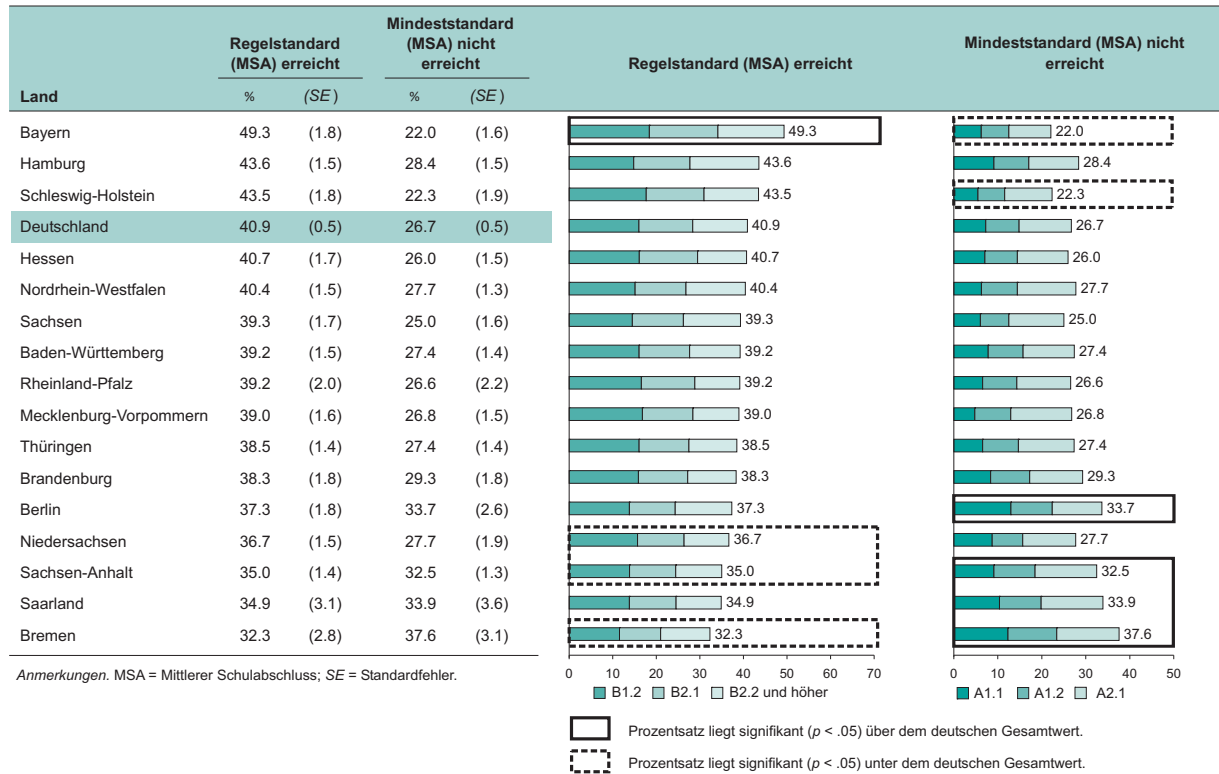 Land
Regelstandard
(MSA) erreicht
Mindeststandard
(MSA) nicht
erreicht
Regelstandard (MSA) erreicht
Mindeststandard (MSA) nicht
erreicht
% (SE) % (SE)
Bayern 49.3 (1.8) 22.0 (1.6) 49.3 22.0
Hamburg 43.6 (1.5) 28.4 (1.5) 43.6 28.4
Schleswig-Holstein 43.5 (1.8) 22.3 (1.9) 43.5 22.3
Deutschland 40.9 (0.5) 26.7 (0.5) 40.9 26.7
Hessen 40.7 (1.7) 26.0 (1.5) 40.7 26.0
Nordrhein-Westfalen 40.4 (1.5) 27.7 (1.3) 40.4 27.7
Sachsen 39.3 (1.7) 25.0 (1.6) 39.3 25.0
Baden-Württemberg 39.2 (1.5) 27.4 (1.4) 39.2 27.4
Rheinland-Pfalz 39.2 (2.0) 26.6 (2.2) 39.2 26.6
Mecklenburg-Vorpommern 39.0 (1.6) 26.8 (1.5) 39.0 26.8
Thüringen 38.5 (1.4) 27.4 (1.4) 38.5 27.4
Brandenburg 38.3 (1.8) 29.3 (1.8) 38.3 29.3
Berlin 37.3 (1.8) 33.7 (2.6) 37.3 33.7
Niedersachsen 36.7 (1.5) 27.7 (1.9) 36.7 27.7
Sachsen-Anhalt 35.0 (1.4) 32.5 (1.3) 35.0 32.5
Saarland 34.9 (3.1) 33.9 (3.6) 34.9 33.9
Bremen 32.3 (2.8) 37.6 (3.1) 32.3 37.6
Anmerkungen. MSA = Mittlerer Schulabschluss; SE = Standardfehler.
0 10 20 30 40 50 60 70
0 10 20 30 40 50
B1.2 B2.1 B2.2 und höher
A1.1 A1.2 A2.1
Prozentsatz liegt signifikant (p < .05) über dem deutschen Gesamtwert.
Prozentsatz liegt signifikant (p < .05) unter dem deutschen Gesamtwert.